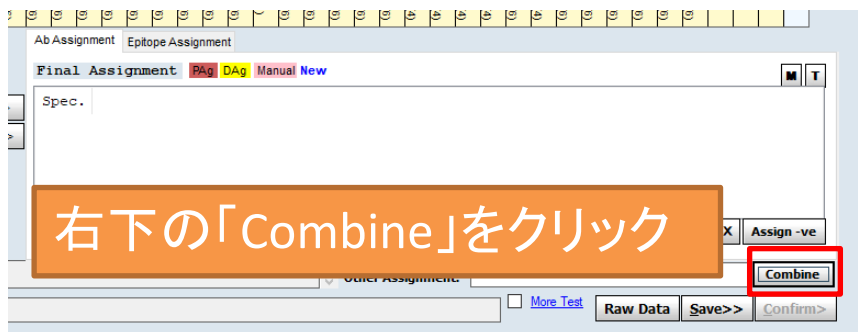 Ab Assignment Epitope Assignment
Final Assignment PAg DAg Manual New
M T
Spec.
>
右下の「Combine」をクリック
X Assign -ve
Other Assignment:
Combine
More Test Raw Data Save>> Confirm>